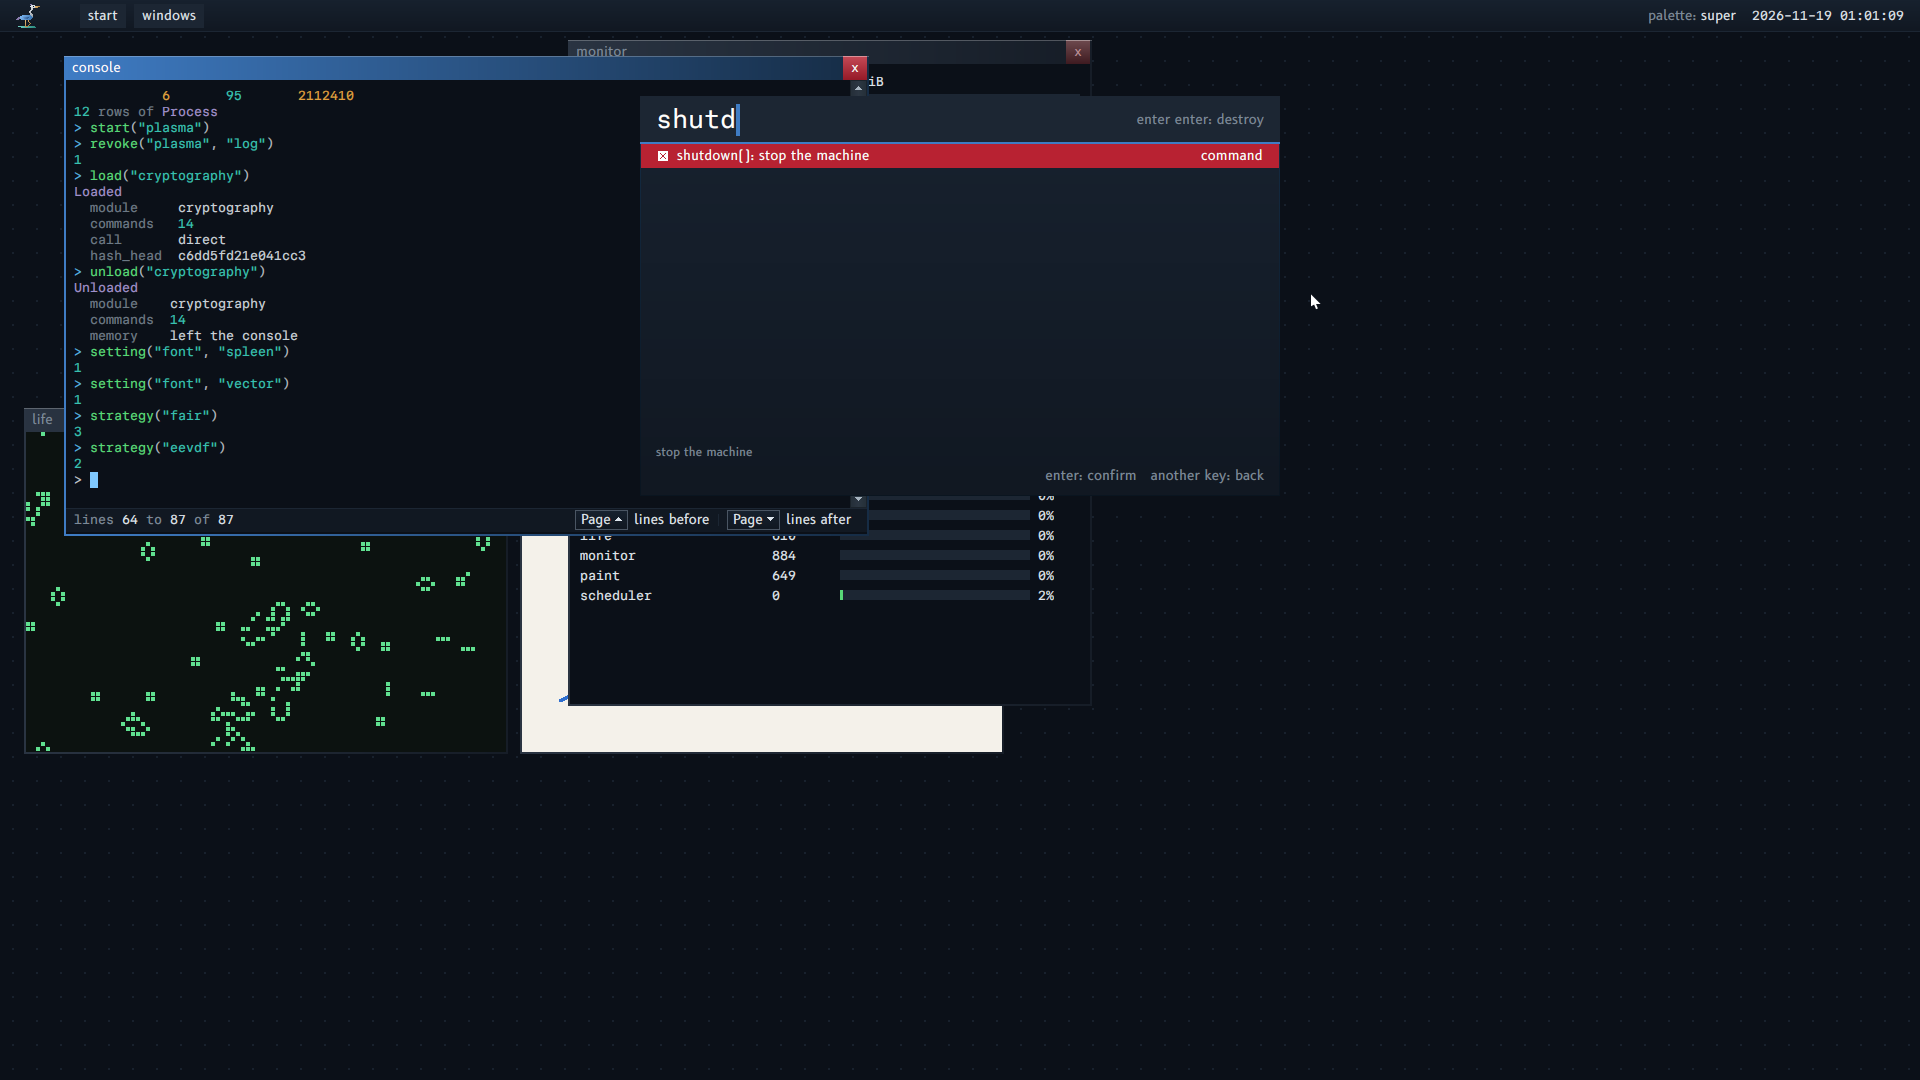 start windows palette: super 2026-11-19 01:01:09
monitor x
console x
iB
6 95 2112410
12 rows of Process
> start("plasma")
> revoke("plasma", "log")
1
> load("cryptography")
Loaded
module cryptography
commands 14
call direct
hash_head c6dd5fd21e041cc3
> unload("cryptography")
Unloaded
module cryptography
commands 14
memory left the console
> setting("font", "spleen")
1
> setting("font", "vector")
1
> strategy("fair")
3
> strategy("eevdf")
2
>
lines 64 to 87 of 87 Page lines before Page lines after
shutd enter enter: destroy
shutdown[]: stop the machine command
stop the machine
enter: confirm another key: back
life
0%
0%
0%
monitor 884 0%
paint 649 0%
scheduler 0 2%